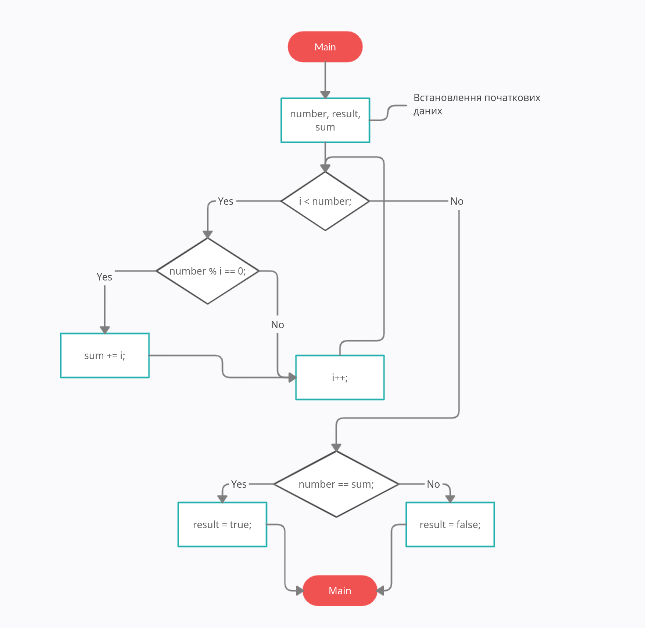 Main
number, result,
sum
Встановлення початкових
даних
i < number;
Yes
No
number % i == 0;
Yes
No
sum += i;
i++;
number == sum;
Yes
No
result = true;
result = false;
Main